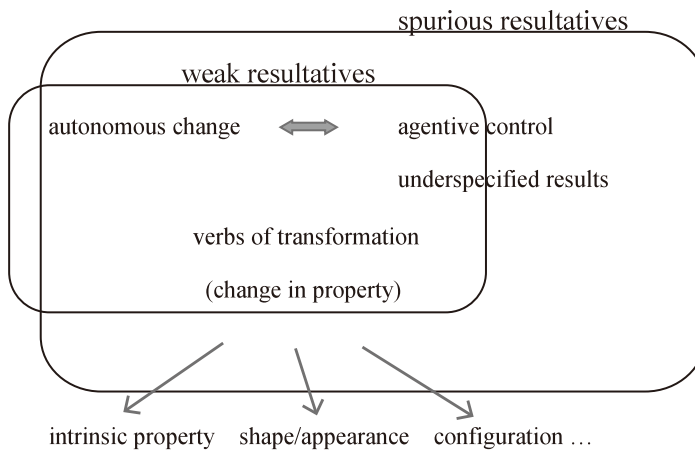 spurious resultatives
weak resultatives
autonomous change
agentive control
underspecified results
verbs of transformation
(change in property)
intrinsic property
shape/appearance
configuration …